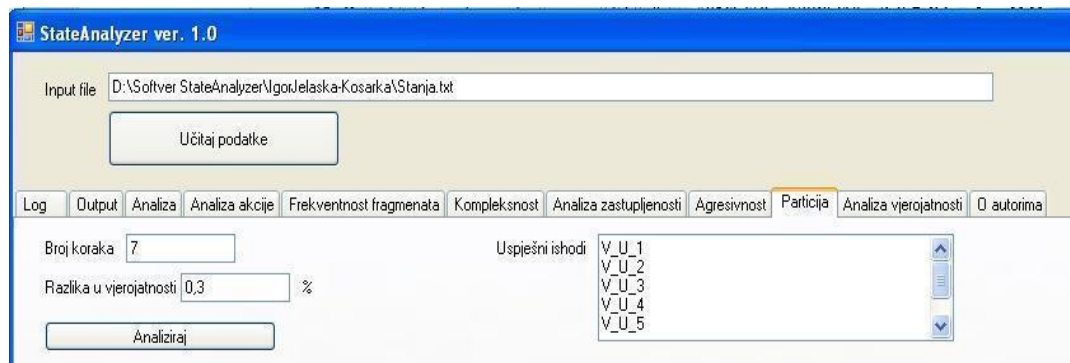 StateAnalyzer ver. 1.0
Input file D:\Softver StateAnalyzer\IgorJelaska-Kosarka\Stanja.txt
Učitaj podatke
Log Output Analiza Analiza akcije Frekventnost fragmenata Kompleksnost Analiza zastupljenosti Agresivnost Particija Analiza vjerojatnosti O autorima
Broj koraka 7 Uspješni ishodi V_U_1
V_U_2
Razlika u vjerojatnosti 0,3 % V_U_3
V_U_4
Analiziraj V_U_5